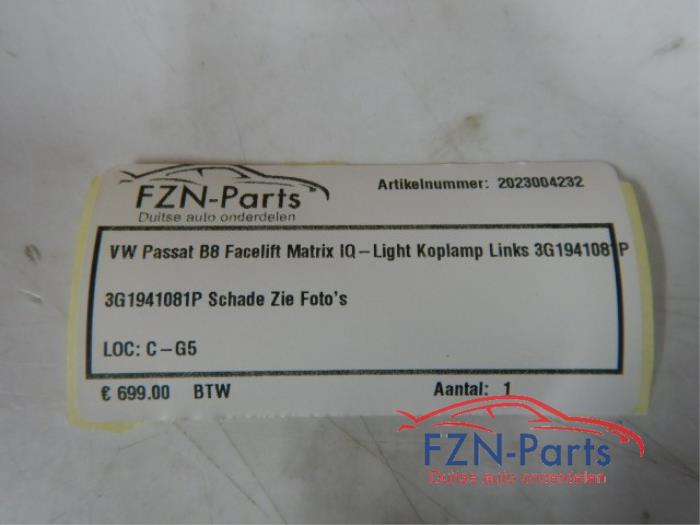 FZN-Parts
Duitse auto onderdelen
Artikelnummer: 2023004232
VW Passat B8 Facelift Matrix IQ-Light Koplamp Links 3G1941081P
3G1941081P Schade Zie Foto's
LOC: C-G5
€ 699.00 BTW Aantal: 1
FZN-Parts
Duitse auto onderdelen